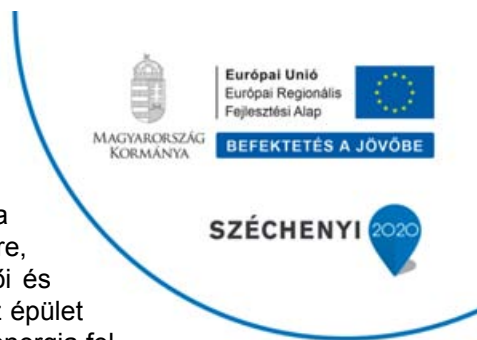 Európai Unió
Európai Regionális
Fejlesztési Alap
MAGYARORSZÁG
KORMÁNYA
BEFEKTETÉS A JÖVŐBE
SZÉCHENYI 2020
a
re,
ői és
épület